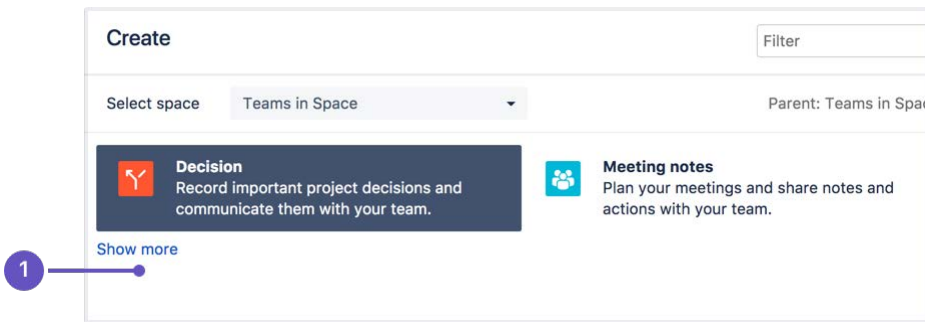 Create
Filter
Select space
Teams in Space
Parent: Teams in Spa
Decision
Record important project decisions and
communicate them with your team.
Meeting notes
Plan your meetings and share notes and
actions with your team.
Show more
1